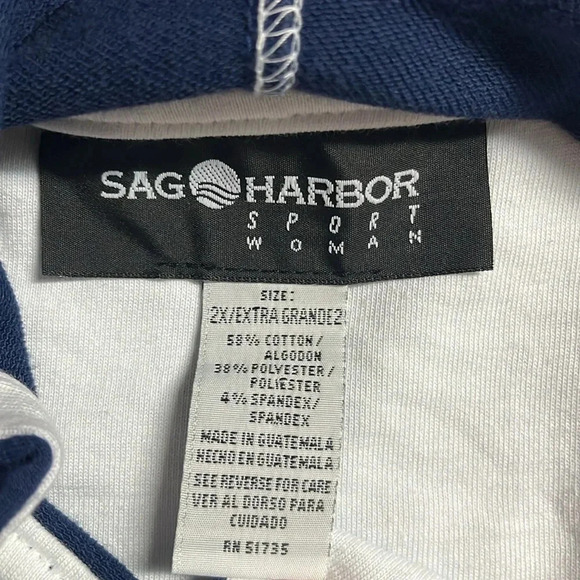 SAG HARBOR
SPORT
WOMAN
SIZE:
2X/EXTRA GRANDE2
58% COTTON/
ALGODON
38% POLYESTER/
POLIESTER
4% SPANDEX/
SPANDEX
MADE IN GUATEMALA
HECHO EN GUATEMALA
SEE REVERSE FOR CARE
VER AL DORSO PARA
CUIDADO
RN 51735